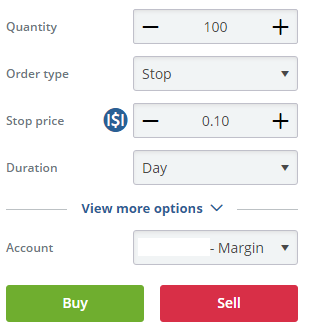 Quantity − 100 +
Order type Stop
Stop price I$I − 0.10 +
Duration Day
View more options
Account - Margin
Buy Sell